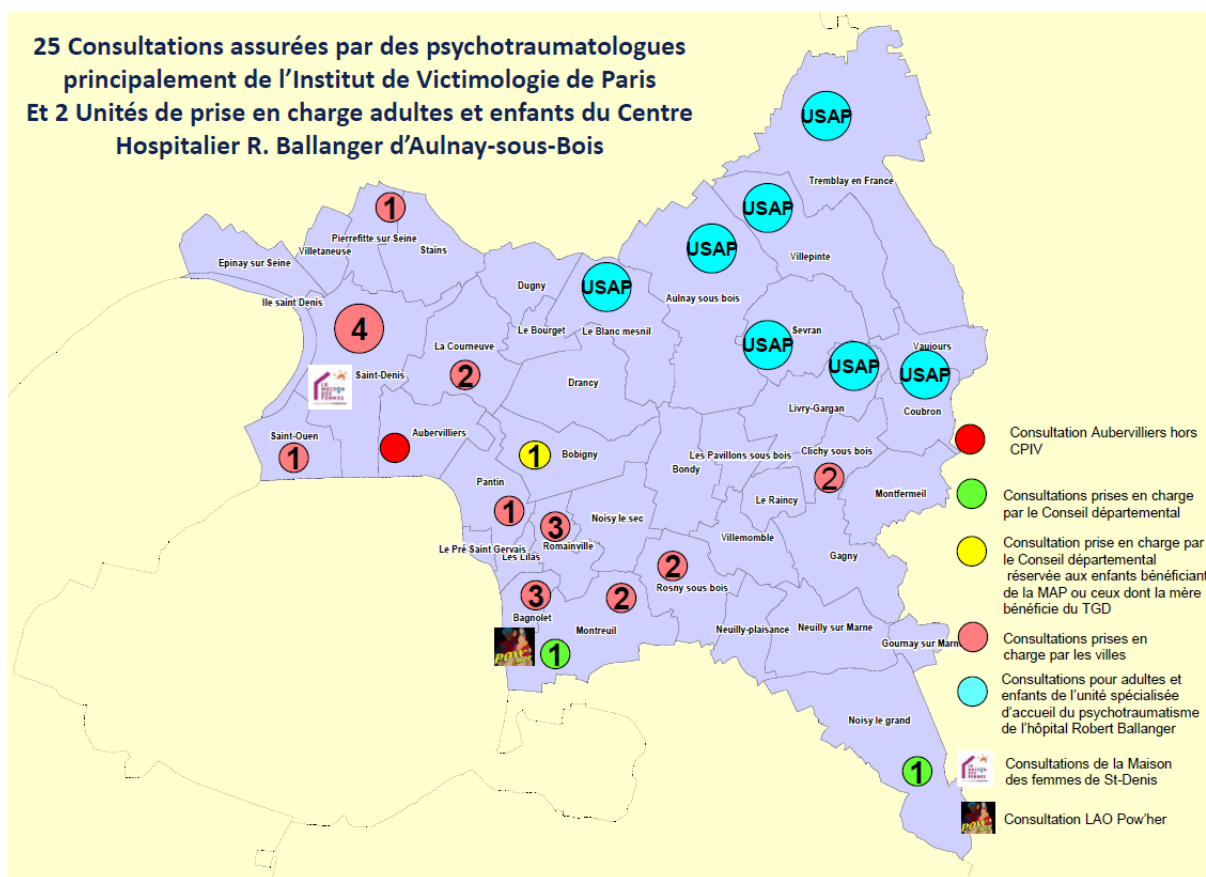 25 Consultations assurées par des psychotraumatologues
principalement de l’Institut de Victimologie de Paris
Et 2 Unités de prise en charge adultes et enfants du Centre
Hospitalier R. Ballanger d’Aulnay-sous-Bois
USAP
Tremblay en France
1
USAP
Pierrefitte sur Seine
Villetaneuse
Stains
USAP
Villepinte
Epinay sur Seine
Dugny
USAP
Aulnay sous bois
Ile saint Denis
4
Le Bourget
Le Blanc mesnil
Sevran
USAP
La Courneuve
Vaujours
Saint-Denis
2
Drancy
USAP
USAP
LA
MAISON
DES
FEMMES
Livry-Gargan
Coubron
Saint-Ouen
1
Aubervilliers
1
Bobigny
Les Pavillons sous bois
Clichy sous bois
Bondy
2
Pantin
Le Raincy
Montfermeil
1
3
Noisy le sec
Romainville
Villemomble
Le Pré Saint Gervais
Les Lilas
Gagny
2
Rosny sous bois
3
2
Bagnolet
Montreuil
Neuilly-plaisance
Neuilly sur Marne
Gournay sur Marne
POW'
1
Noisy le grand
1
Consultation Aubervilliers hors
CPIV
Consultations prises en charge
par le Conseil départemental
Consultation prise en charge par
le Conseil départemental
réservée aux enfants bénéficiant
de la MAP ou ceux dont la mère
bénéficie du TGD
Consultations prises en
charge par les villes
Consultations pour adultes et
enfants de l’unité spécialisée
d’accueil du psychotraumatisme
de l’hôpital Robert Ballanger
Consultations de la Maison
des femmes de St-Denis
Consultation LAO Pow’her